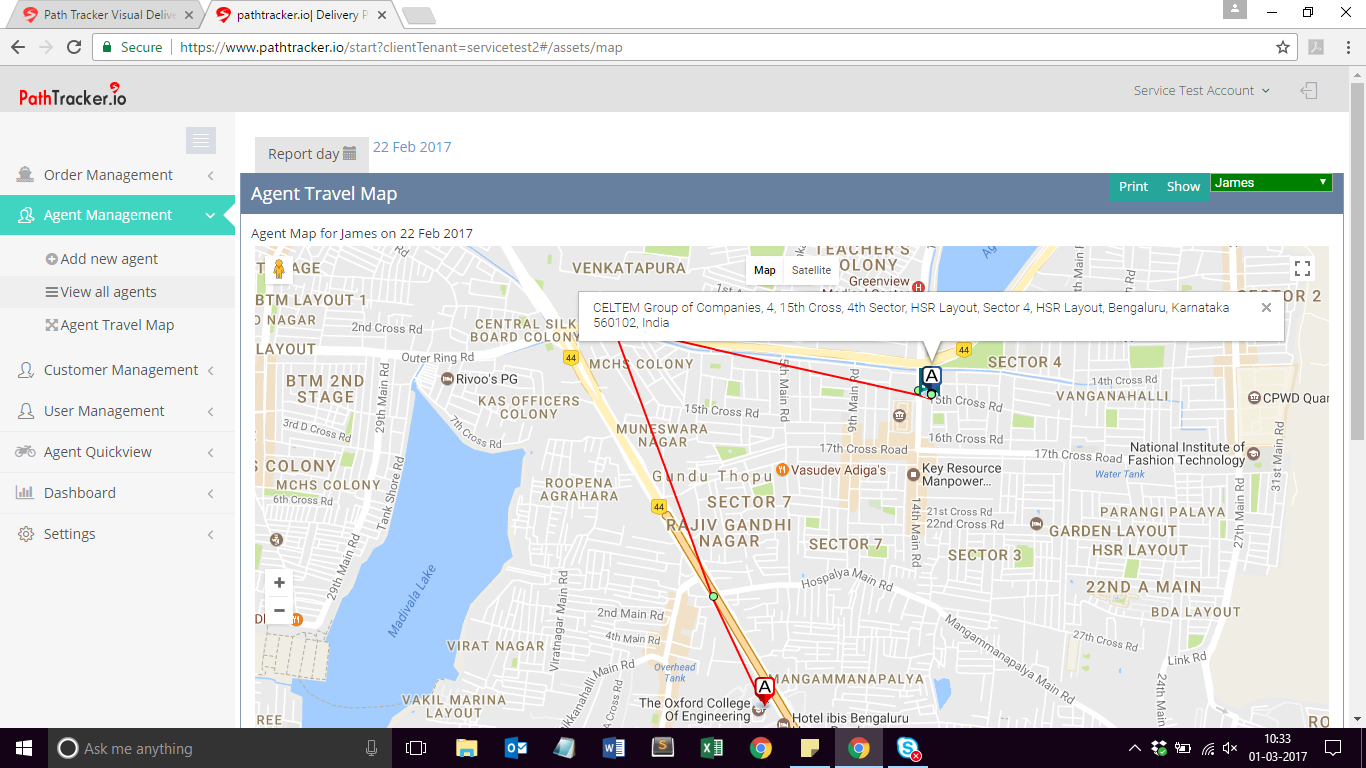 Path Tracker Visual Delive
pathtracker.io| Delivery P
Secure
https://www.pathtracker.io/start?clientTenant=servicetest2#/assets/map
PathTracker.io
Service Test Account
Report day
22 Feb 2017
Order Management
Agent Management
Add new agent
View all agents
Agent Travel Map
Customer Management
User Management
Agent Quickview
Dashboard
Settings
Agent Travel Map
Print
Show
James
Agent Map for James on 22 Feb 2017
Map
Satellite
CELTEM Group of Companies, 4, 15th Cross, 4th Sector, HSR Layout, Sector 4, HSR Layout, Bengaluru, Karnataka
560102, India
VENKATAPURA
TEACHER'S
COLONY
Greenview
H
BTM LAYOUT 1
2nd Cross Rd
LAYOUT
Outer Ring Rd
CENTRAL SILK
BOARD COLONY
44
MCHS COLONY
Rivoo's PG
BTM 2ND
STAGE
29th Main Rd
KAS OFFICERS
COLONY
3rd D Cross Rd
7th Cross Rd
S COLONY
MCHS COLONY
6th Cross Rd
Tank Shore Rd
29th Main Rd
Madivala Lake
MUNESWARA
NAGAR
15th Cross Rd
5th Main Rd
9th Main Rd
17th Cross Road
Gundu Thopu
Vasudev Adiga's
ROOPENA
AGRAHARA
SECTOR 7
44
RAJIV GANDHI
NAGAR
SECTOR 7
Key Resource
Manpower...
14th Main Rd
44
SECTOR 4
SECTOR 2
14th Cross Rd
VANGANAHALLI
CPWD Quar
A
15th Cross Rd
16th Cross Rd
17th Cross Rd
National Institute of
Fashion Technology
Water Tank
31st Main Rd
21st Cross Rd
22nd Cross Rd
PARANGI PALAYA
GARDEN LAYOUT
HSR LAYOUT
SECTOR 3
27th Main Rd
22ND A MAIN
BDA LAYOUT
Hospalya Main Rd
Mangammanapalya Main Rd
27th Cross Rd
Link Rd
24th Main
Viratnagar Main Rd
2nd Main Rd
4th Main Rd
VIRAT NAGAR
Overhead
Tank
VAKIL MARINA
LAYOUT
A
MANGAMMANAPALYA
The Oxford College
Of Engineering
Hotel ibis Bengaluru
Ask me anything
10:33
01-03-2017